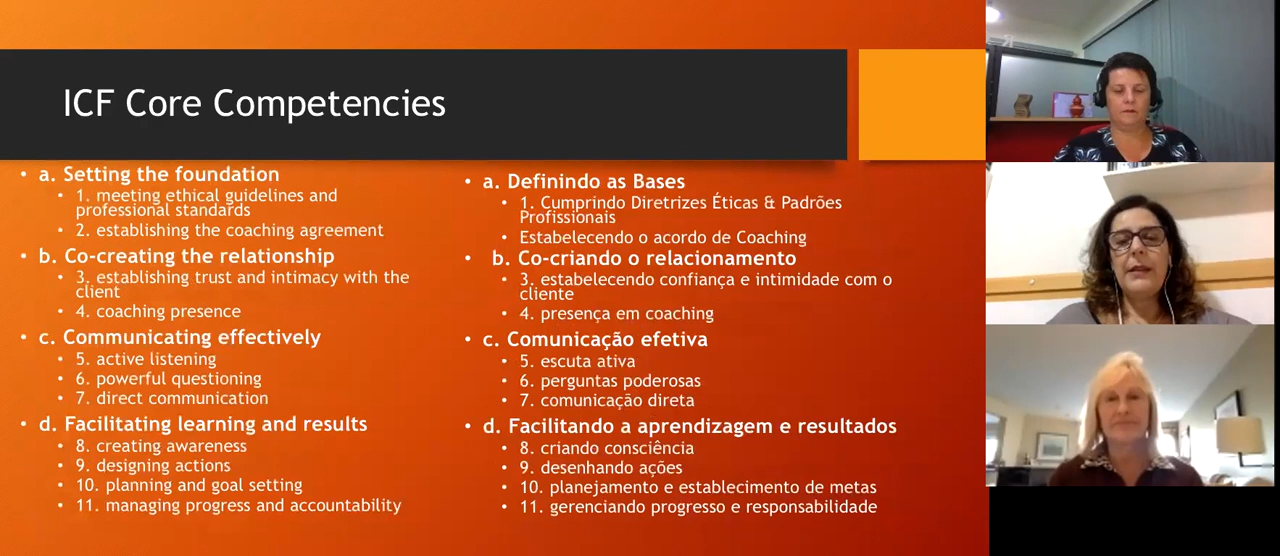 ICF Core Competencies
• a. Setting the foundation
• 1. meeting ethical guidelines and
professional standards
• 2. establishing the coaching agreement
• b. Co-creating the relationship
• 3. establishing trust and intimacy with the
client
• 4. coaching presence
• c. Communicating effectively
• 5. active listening
• 6. powerful questioning
• 7. direct communication
• d. Facilitating learning and results
• 8. creating awareness
• 9. designing actions
• 10. planning and goal setting
• 11. managing progress and accountability
• a. Definindo as Bases
• 1. Cumprindo Diretrizes Éticas & Padrões
Profissionais
• Estabelecendo o acordo de Coaching
• b. Co-criando o relacionamento
• 3. estabelecendo confiança e intimidade com o
cliente
• 4. presença em coaching
• c. Comunicação efetiva
• 5. escuta ativa
• 6. perguntas poderosas
• 7. comunicação direta
• d. Facilitando a aprendizagem e resultados
• 8. criando consciência
• 9. desenhando ações
• 10. planejamento e establecimento de metas
• 11. gerenciando progresso e responsabilidade